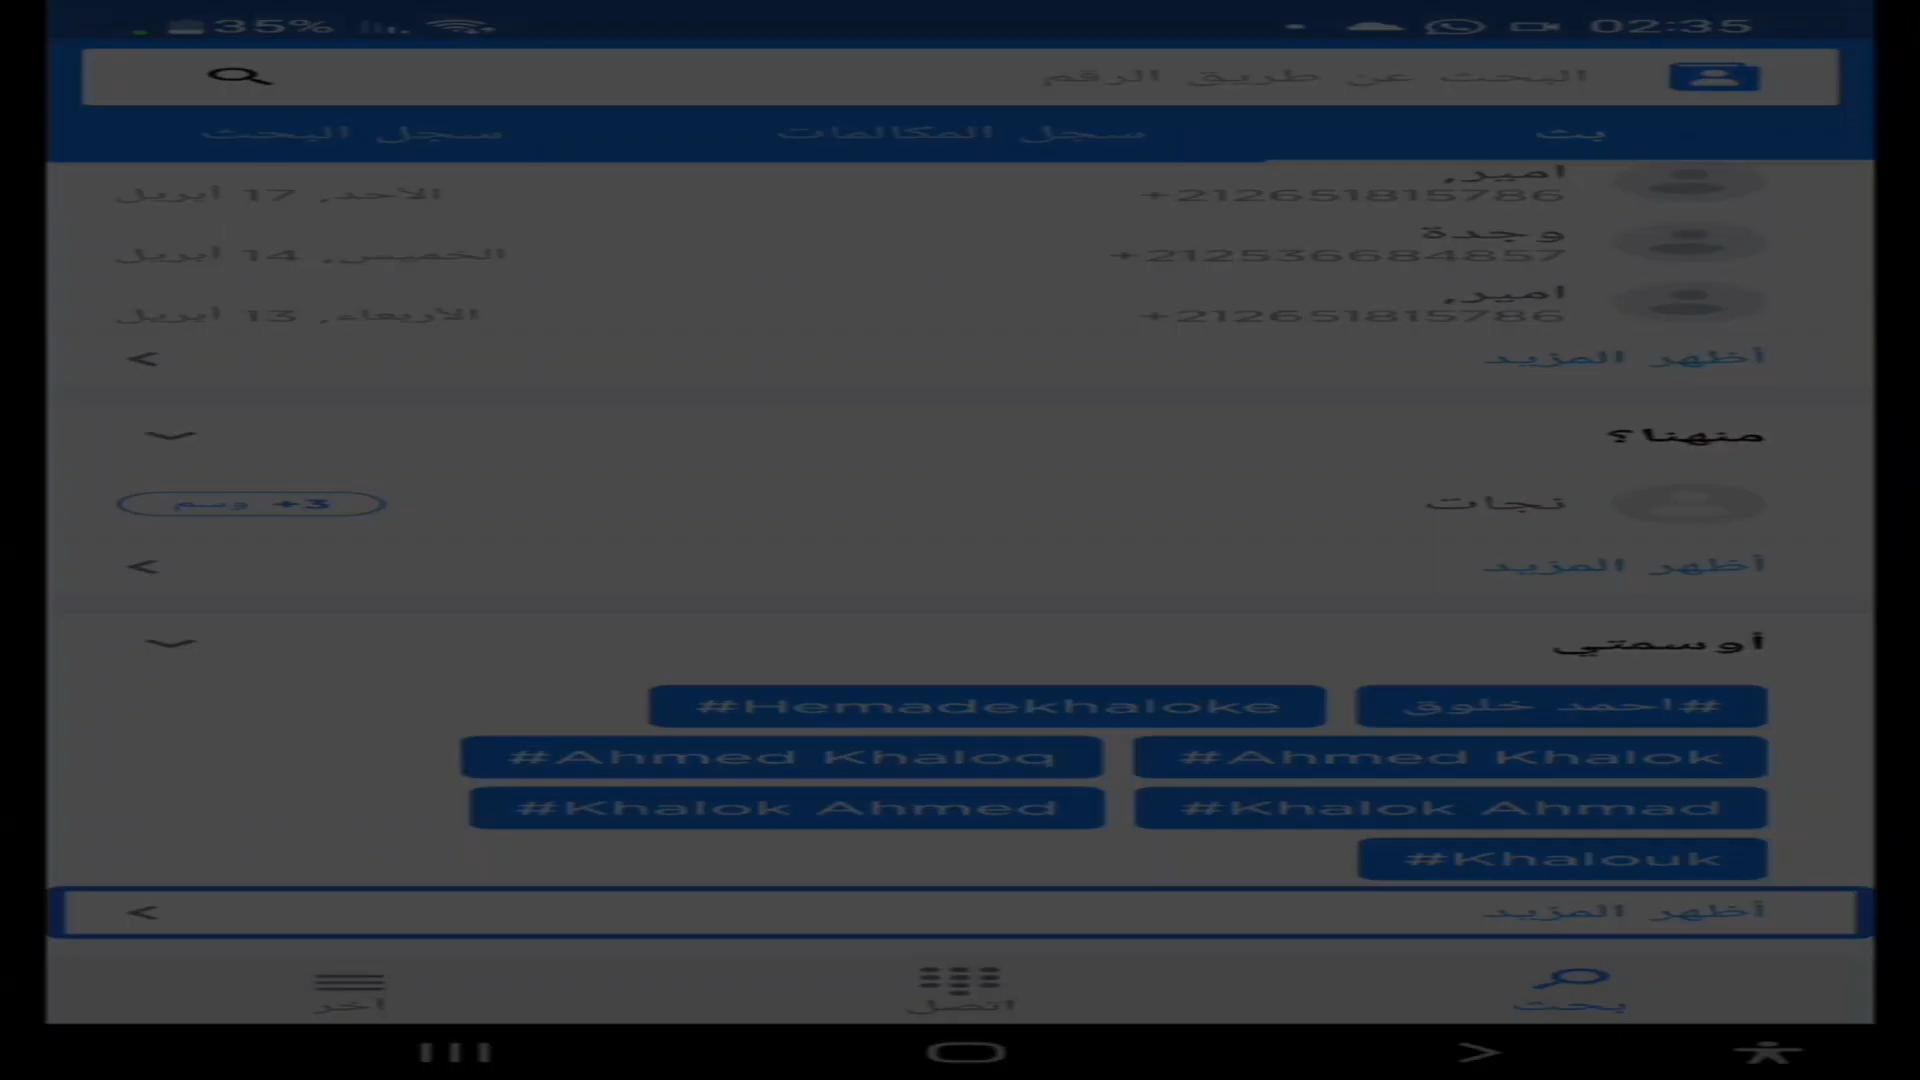 35% 02:35
البحث عن طريق الرقم
بث سجل المكالمات سجل البحث
امير,
+212651815786 الأحد, 17 أبريل
وجدة
+212536684857 الخميس, 14 أبريل
امير,
+212651815786 الأربعاء, 13 أبريل
أظهر المزيد
منهنا؟
نجات +3 وسم
أظهر المزيد
أوسمتي
#احمد خلوق #Hemadekhaloke
#Ahmed Khalok #Ahmed Khaloq
#Khalok Ahmad #Khalok Ahmed
#Khalouk
أظهر المزيد
بحث اتصل آخر